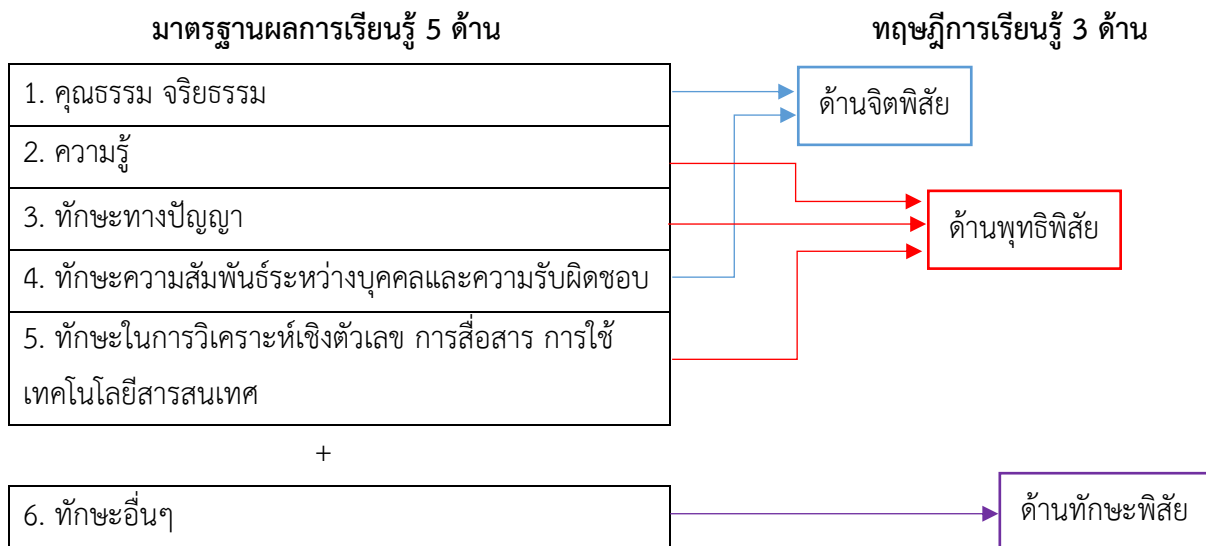 มาตรฐานผลการเรียนรู้ 5 ด้าน
ทฤษฎีการเรียนรู้ 3 ด้าน
1. คุณธรรม จริยธรรม
ด้านจิตพิสัย
2. ความรู้
3. ทักษะทางปัญญา
ด้านพุทธิพิสัย
4. ทักษะความสัมพันธ์ระหว่างบุคคลและความรับผิดชอบ
5. ทักษะในการวิเคราะห์เชิงตัวเลข การสื่อสาร การใช้
เทคโนโลยีสารสนเทศ
+
6. ทักษะอื่นๆ
ด้านทักษะพิสัย